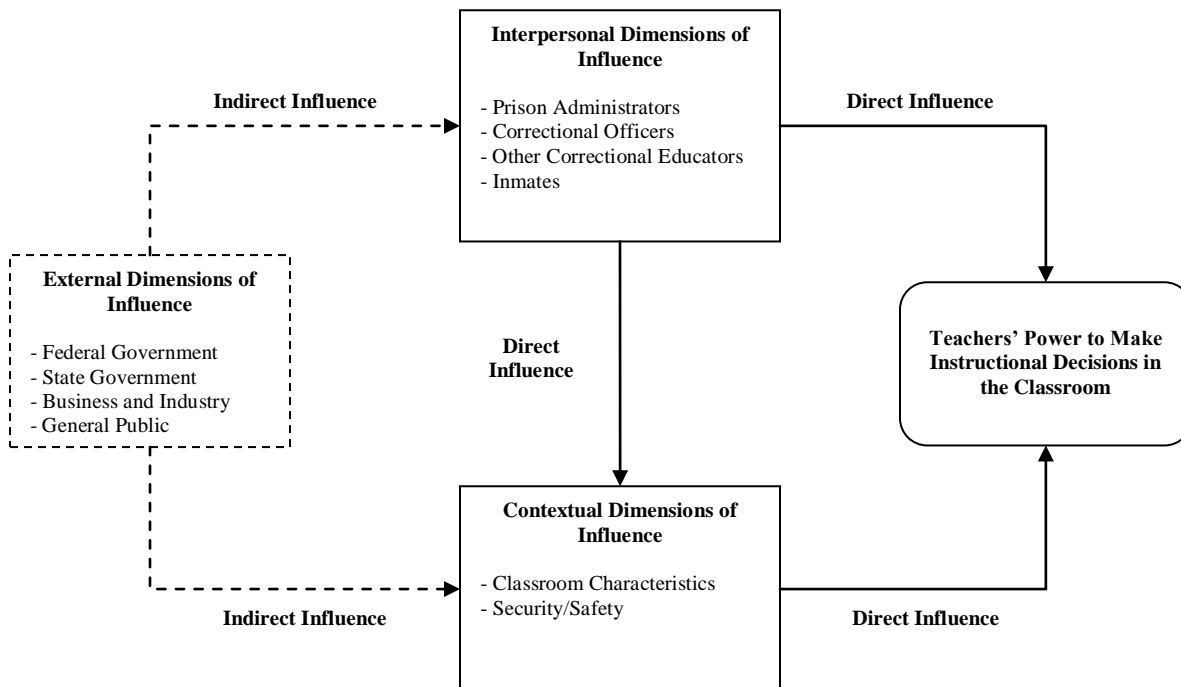 Interpersonal Dimensions of
Influence
- Prison Administrators
- Correctional Officers
- Other Correctional Educators
- Inmates
Indirect Influence
Direct Influence
External Dimensions of
Influence
- Federal Government
- State Government
- Business and Industry
- General Public
Direct
Influence
Teachers’ Power to Make
Instructional Decisions in
the Classroom
Contextual Dimensions of
Influence
- Classroom Characteristics
- Security/Safety
Indirect Influence
Direct Influence